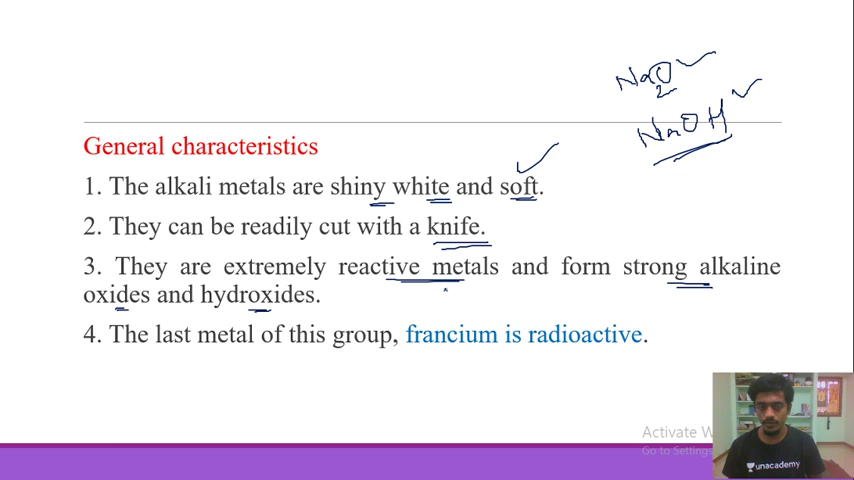 Na2O
NaOH
General characteristics
1. The alkali metals are shiny white and soft.
2. They can be readily cut with a knife.
3. They are extremely reactive metals and form strong alkaline
oxides and hydroxides.
4. The last metal of this group, francium is radioactive.
Activate W
Go to Settings
unacademy